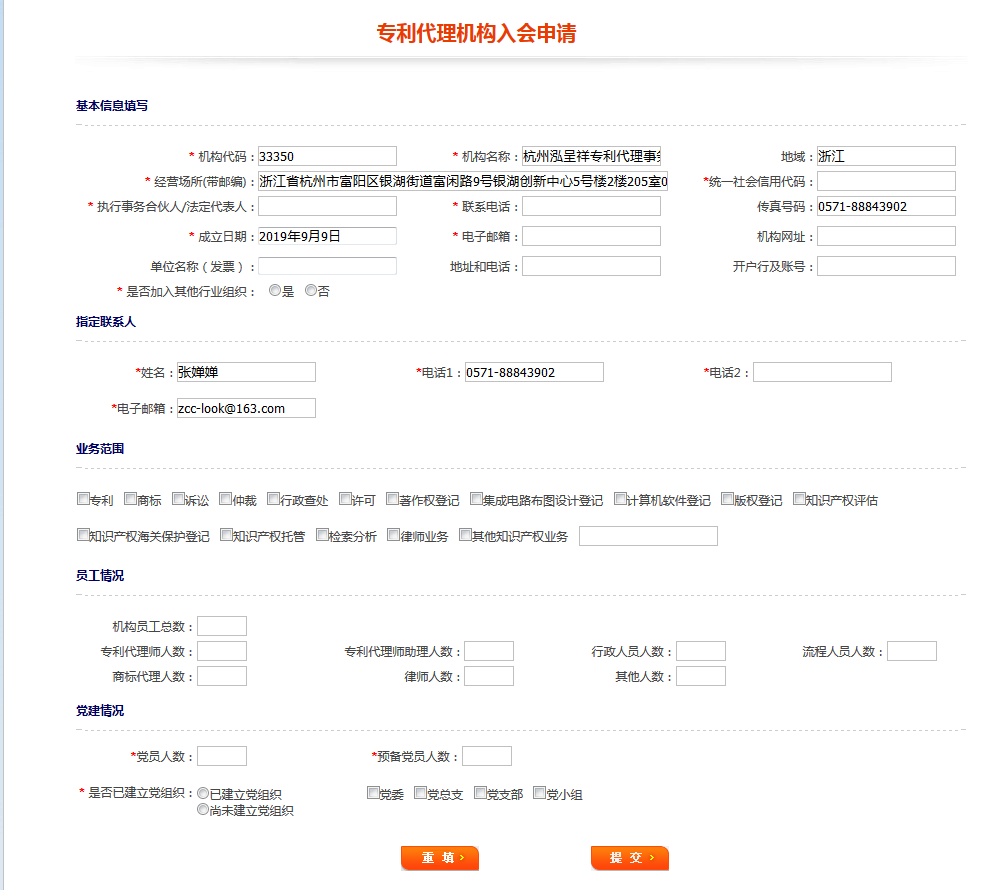 专利代理机构入会申请
基本信息填写
* 机构代码：33350 * 机构名称：杭州泓呈祥专利代理事务 地域：浙江
* 经营场所(带邮编)：浙江省杭州市富阳区银湖街道富闲路9号银湖创新中心5号楼2楼205室0 *统一社会信用代码：
* 执行事务合伙人/法定代表人： * 联系电话： 传真号码：0571-88843902
* 成立日期：2019年9月9日 * 电子邮箱： 机构网址：
单位名称（发票）： 地址和电话： 开户行及账号：
* 是否加入其他行业组织： 是 否
指定联系人
*姓名：张婵婵 *电话1：0571-88843902 *电话2：
*电子邮箱：zcc-look@163.com
业务范围
专利 商标 诉讼 仲裁 行政查处 许可 著作权登记 集成电路布图设计登记 计算机软件登记 版权登记 知识产权评估
知识产权海关保护登记 知识产权托管 检索分析 律师业务 其他知识产权业务
员工情况
机构员工总数：
专利代理师人数： 专利代理师助理人数： 行政人员人数： 流程人员人数：
商标代理人数： 律师人数： 其他人数：
党建情况
*党员人数： *预备党员人数：
* 是否已建立党组织： 已建立党组织 党委 党总支 党支部 党小组
尚未建立党组织
重 填 › 提 交 ›